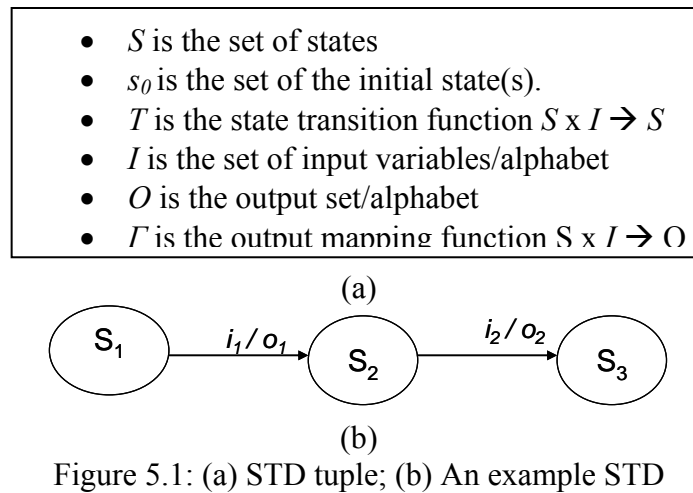 • S is the set of states
• s0 is the set of the initial state(s).
• T is the state transition function S x I → S
• I is the set of input variables/alphabet
• O is the output set/alphabet
• Γ is the output mapping function S x I → O
(a)
S1 i1 / o1 S2 i2 / o2 S3
(b)
Figure 5.1: (a) STD tuple; (b) An example STD